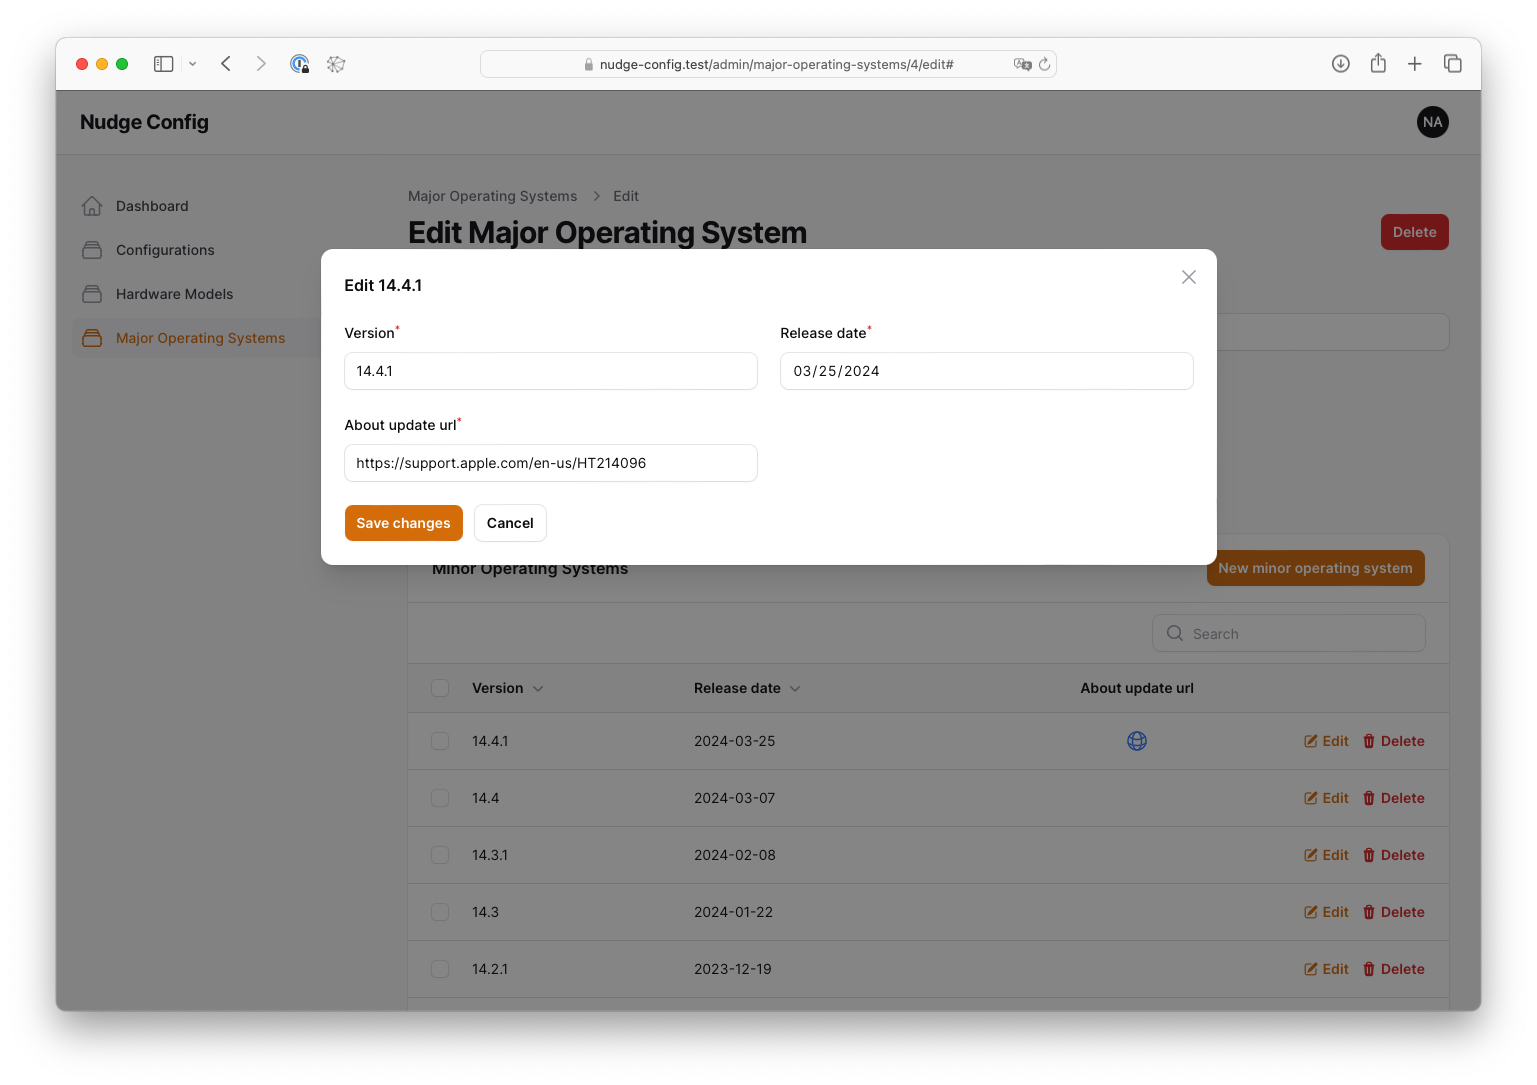 nudge-config.test/admin/major-operating-systems/4/edit#
Nudge Config
NA
Dashboard
Configurations
Hardware Models
Major Operating Systems
Major Operating Systems > Edit
Edit Major Operating System
Delete
Edit 14.4.1
Version* Release date*
14.4.1 03/25/2024
About update url*
https://support.apple.com/en-us/HT214096
Save changes Cancel
Minor Operating Systems
New minor operating system
Search
Version Release date About update url
14.4.1 2024-03-25 Edit Delete
14.4 2024-03-07 Edit Delete
14.3.1 2024-02-08 Edit Delete
14.3 2024-01-22 Edit Delete
14.2.1 2023-12-19 Edit Delete